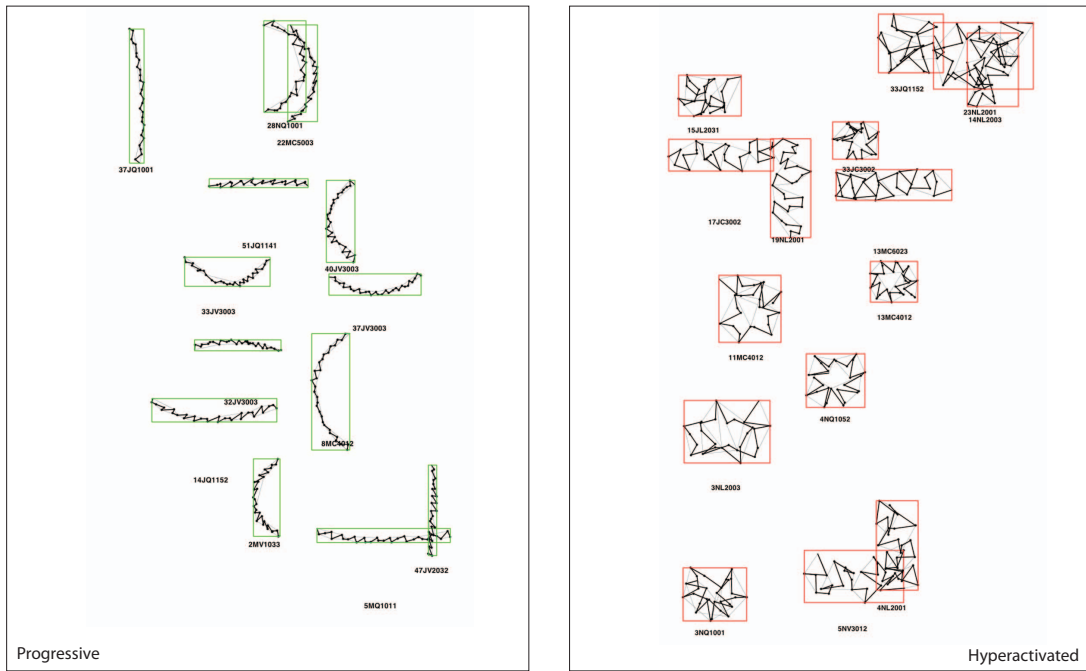 28NQ1001
22MC5003
37JQ1001
51JQ1141
40JV3003
33JV3003
37JV3003
32JV3003
8MC4012
14JQ1152
2MV1033
47JV2032
5MQ1011
Progressive
33JQ1152
23NL2001
14NL2003
15JL2031
33JC3002
17JC3002
19NL2001
13MC6023
13MC4012
11MC4012
4NQ1052
3NL2003
4NL2001
5NV3012
3NQ1001
Hyperactivated